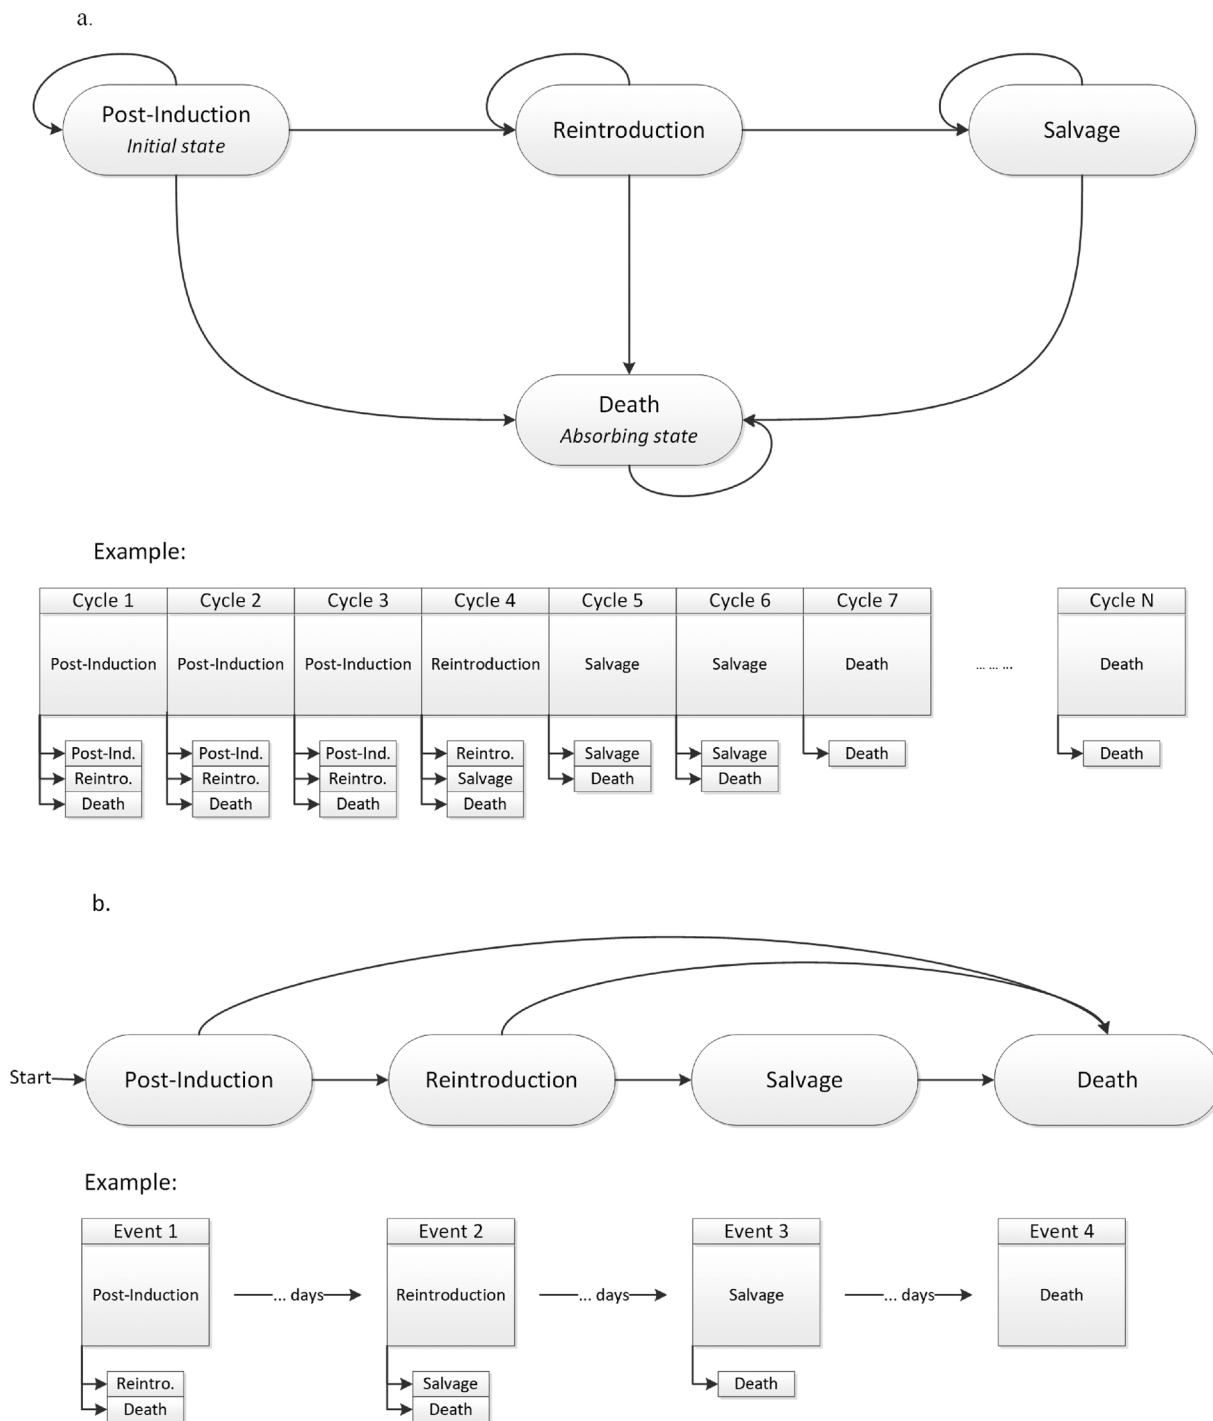 a.
Post-Induction
Initial state
Reintroduction
Salvage
Death
Absorbing state
Example:
Cycle 1 Cycle 2 Cycle 3 Cycle 4 Cycle 5 Cycle 6 Cycle 7 Cycle N
Post-Induction Post-Induction Post-Induction Reintroduction Salvage Salvage Death ... ... ... Death
Post-Ind. Post-Ind. Post-Ind. Reintro. Salvage Salvage Death Death
Reintro. Reintro. Reintro. Salvage Death Death
Death Death Death Death
b.
Start Post-Induction Reintroduction Salvage Death
Example:
Event 1 Event 2 Event 3 Event 4
Post-Induction ... days Reintroduction ... days Salvage ... days Death
Reintro. Salvage Death
Death Death